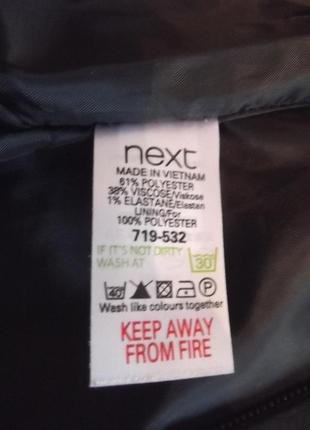 next
MADE IN VIETNAM
61% POLYESTER
38% VISCOSE/Viskose
1% ELASTANE/Elastan
LINING/For
100% POLYESTER
719-532
IF IT'S NOT DIRTY
WASH AT 30°
40° P
Wash like colours together
KEEP AWAY
FROM FIRE